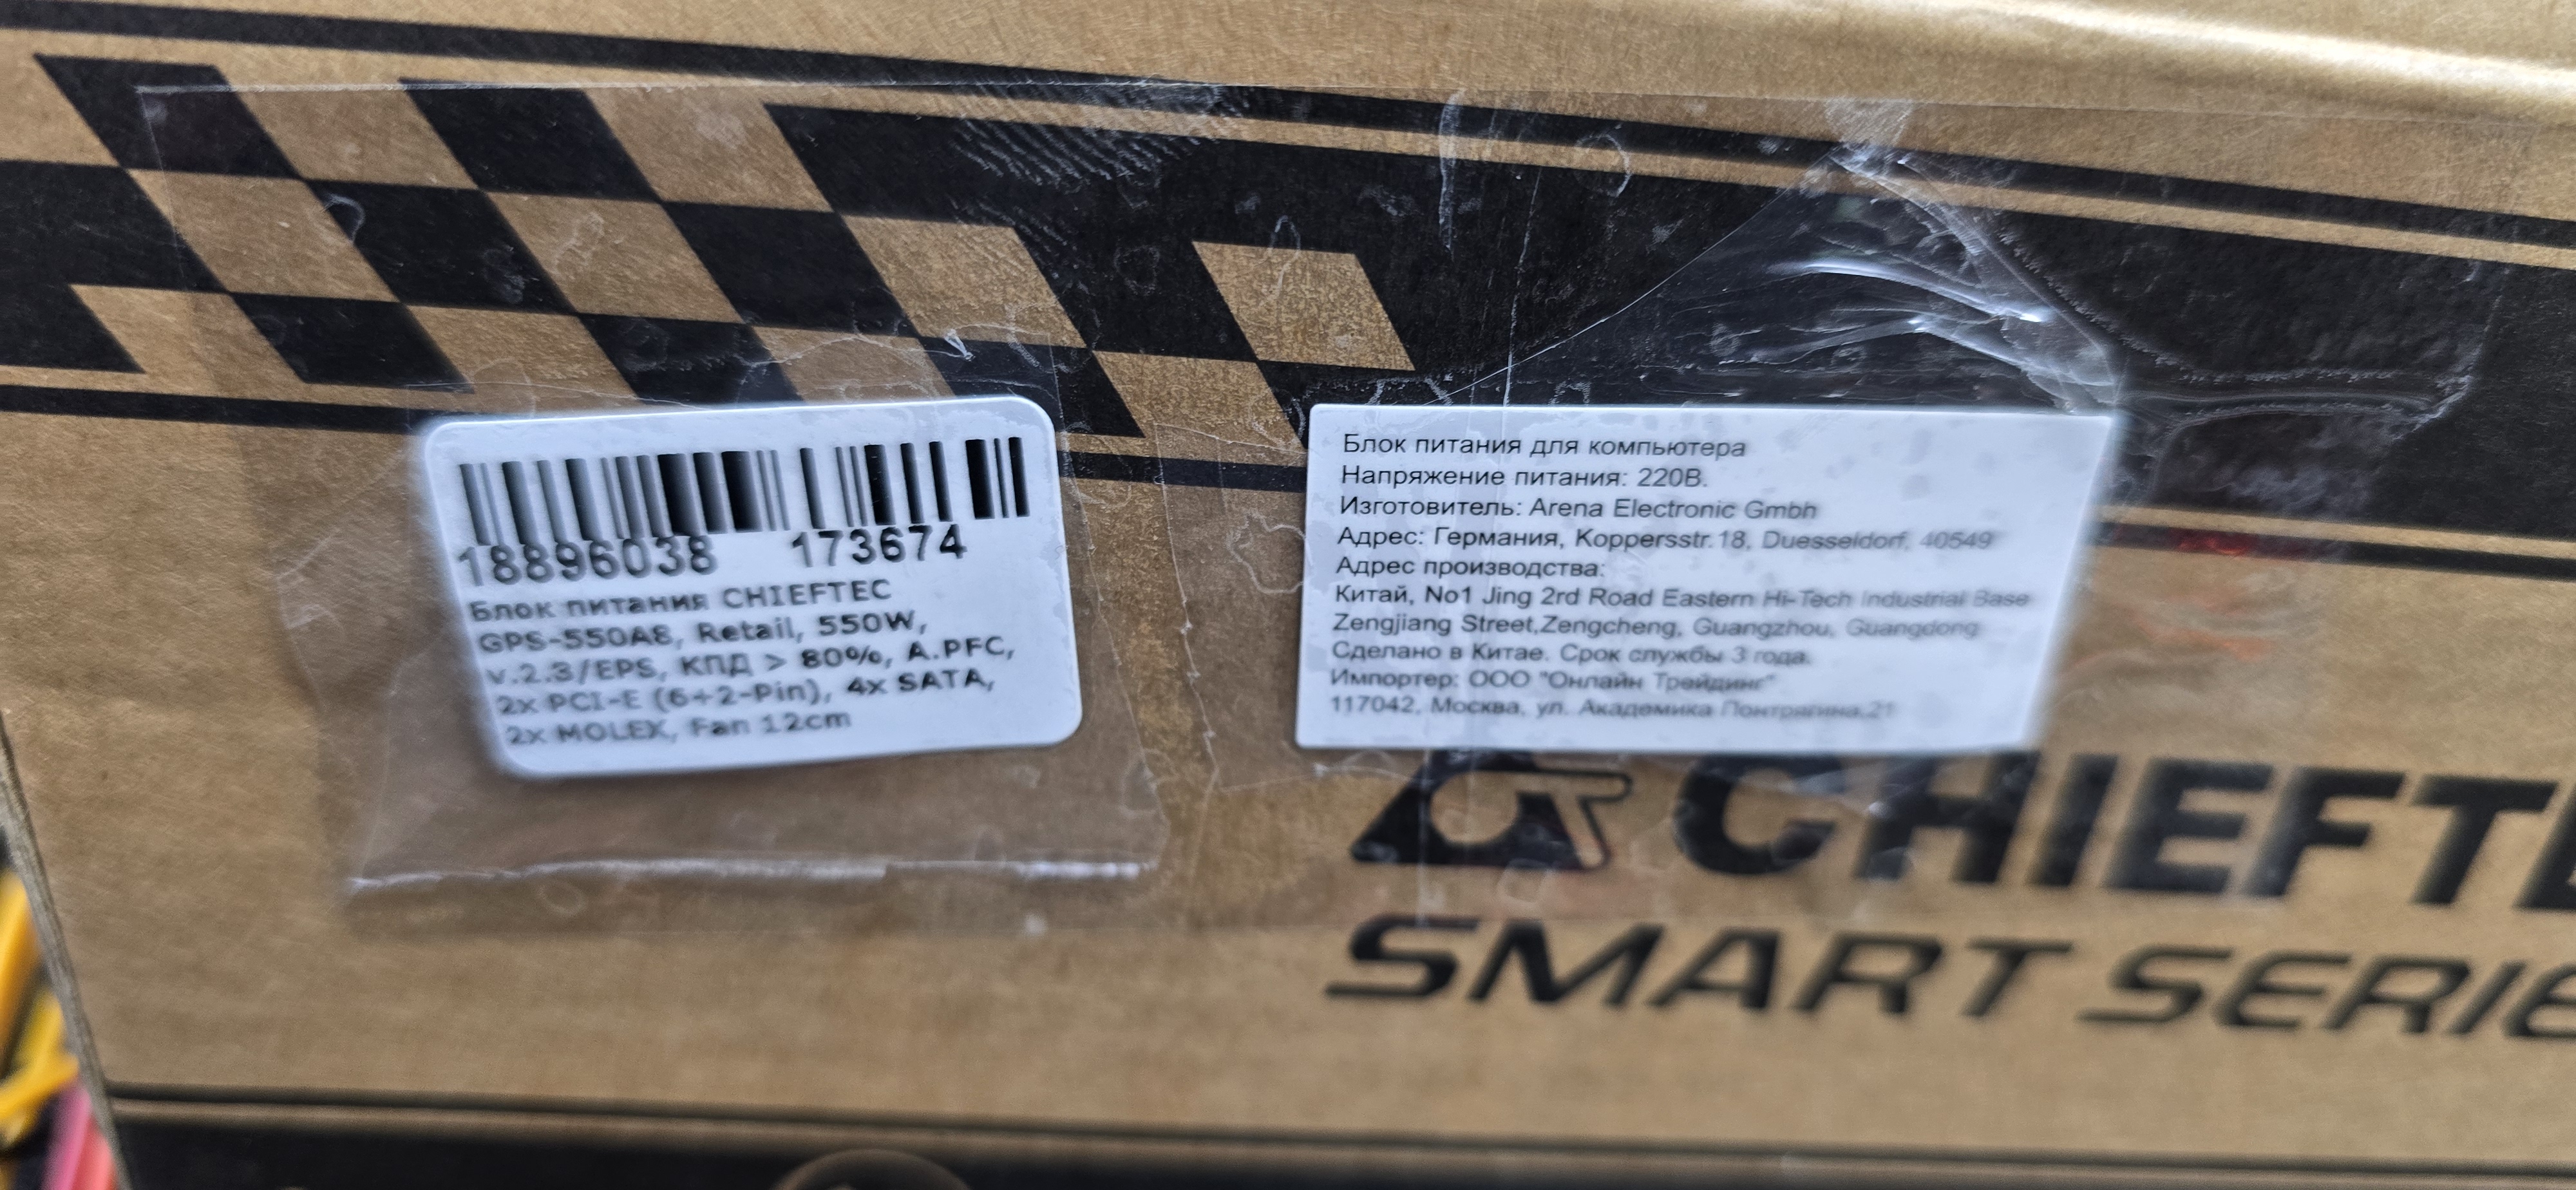 18896038 173674
Блок питания CHIEFTEC
GPS-550A8, Retail, 550W,
v.2.3/EPS, КПД > 80%, A.PFC,
2x PCI-E (6+2-Pin), 4x SATA,
2x MOLEX, Fan 12cm
Блок питания для компьютера
Напряжение питания: 220В.
Изготовитель: Arena Electronic Gmbh
Адрес: Германия, Koppersstr.18, Duesseldorf, 40549
Адрес производства:
Китай, No1 Jing 2rd Road Eastern Hi-Tech Industrial Base
Zengjiang Street,Zengcheng, Guangzhou, Guangdong
Сделано в Китае. Срок службы 3 года.
Импортер: ООО "Онлайн Трейдинг"
117042, Москва, ул. Академика Понтрягина,21
CHIEFTE
SMART SERIE